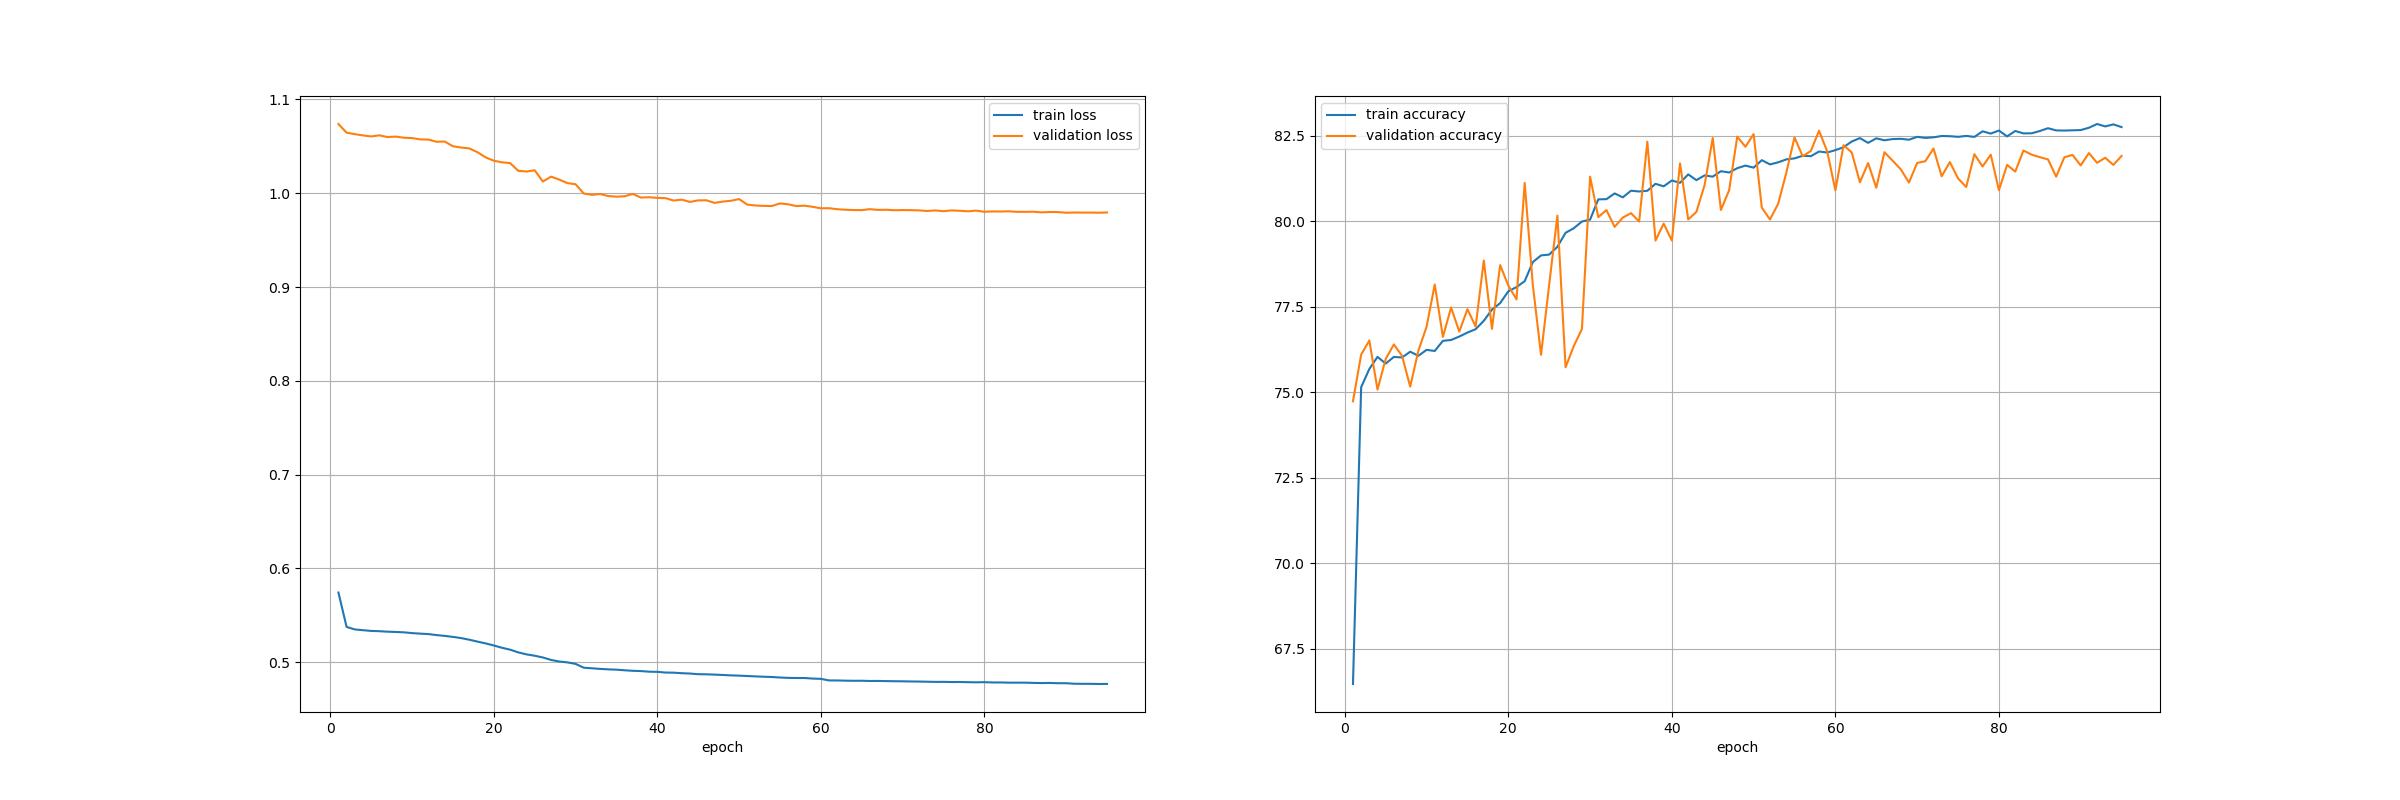 train loss
validation loss
1.1
1.0
0.9
0.8
0.7
0.6
0.5
0 20 40 60 80
epoch
train accuracy
validation accuracy
82.5
80.0
77.5
75.0
72.5
70.0
67.5
0 20 40 60 80
epoch